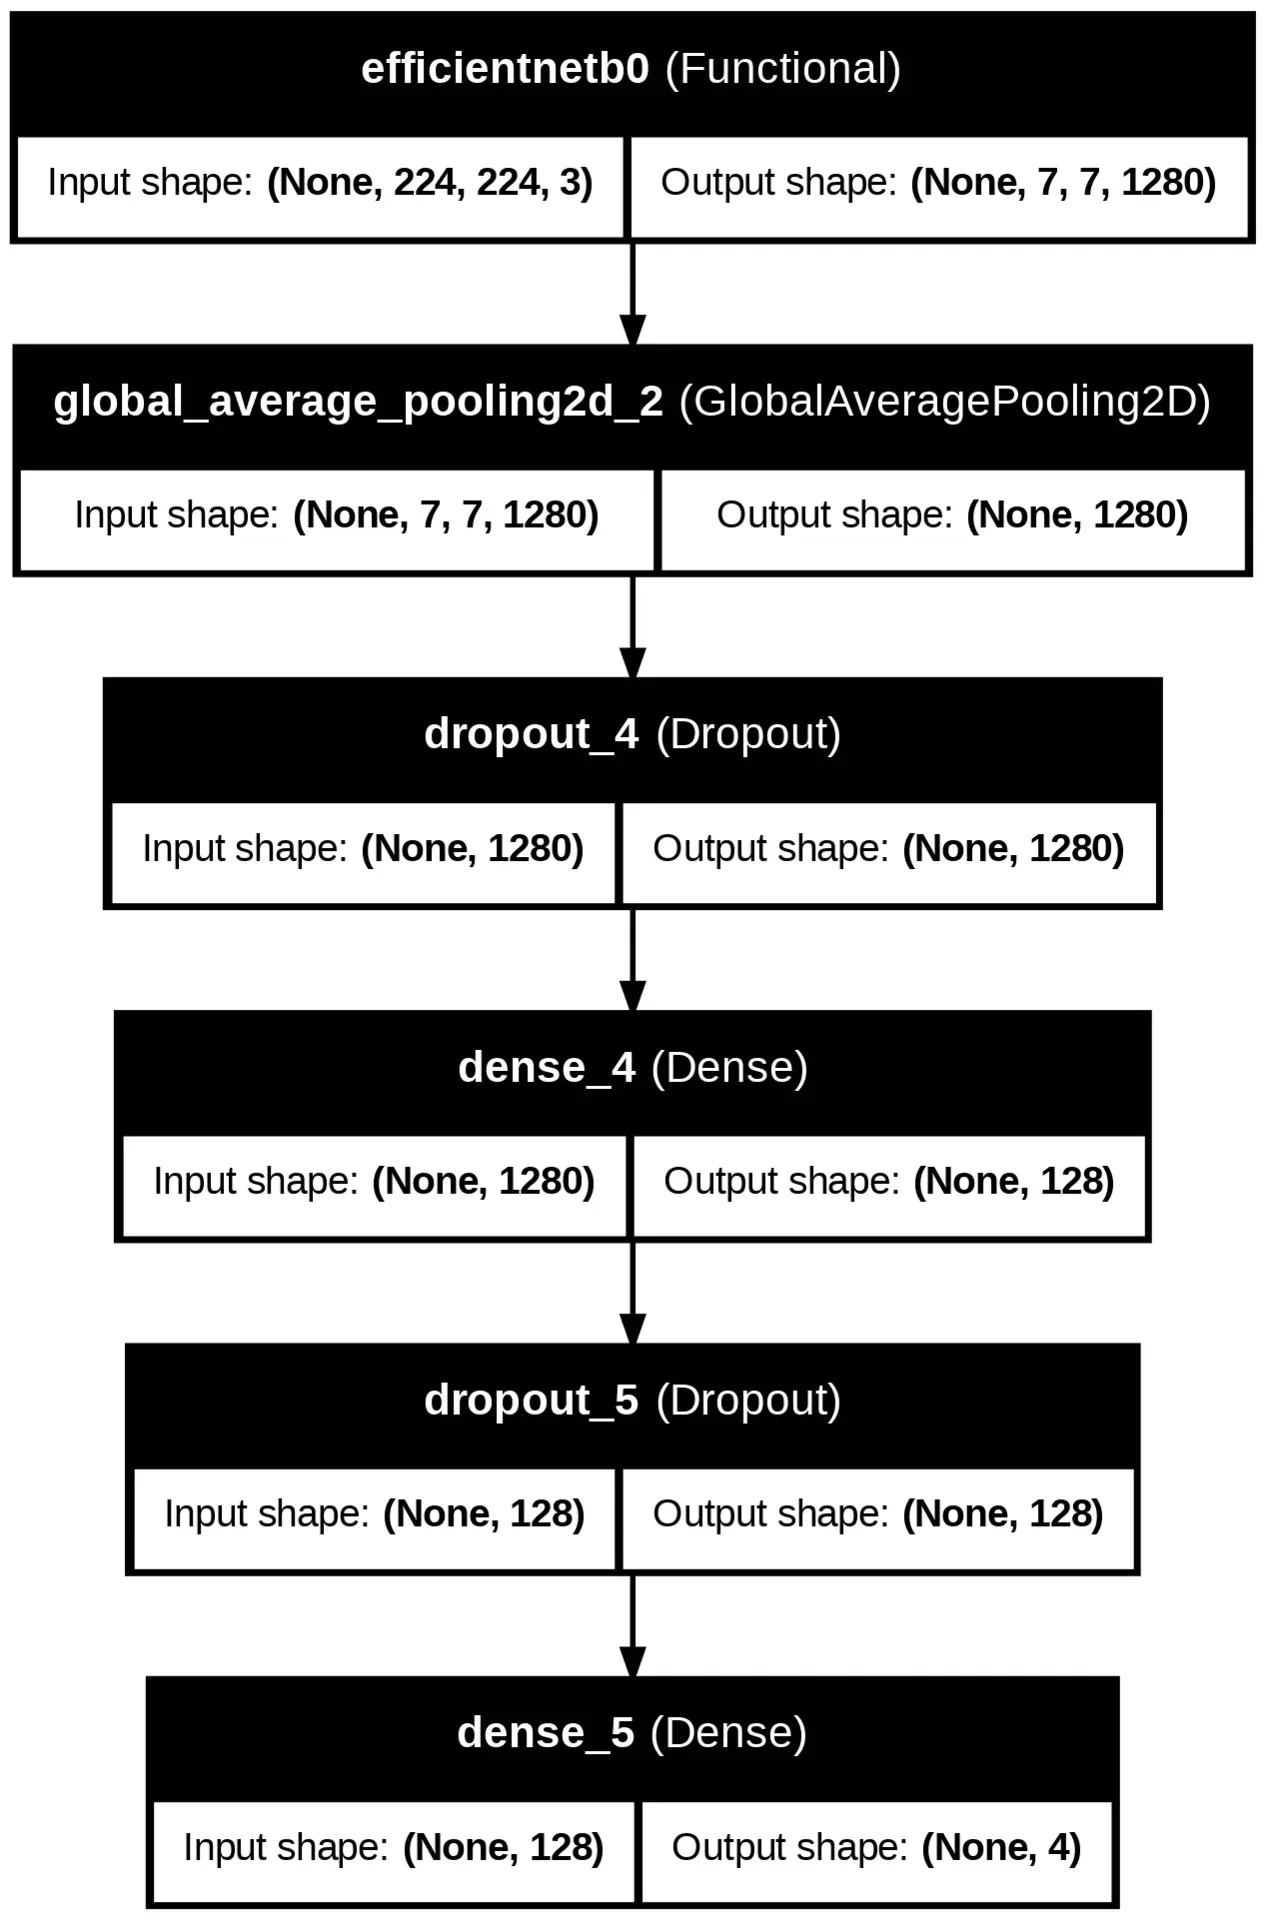 efficientnetb0 (Functional)
Input shape: (None, 224, 224, 3) Output shape: (None, 7, 7, 1280)
global_average_pooling2d_2 (GlobalAveragePooling2D)
Input shape: (None, 7, 7, 1280) Output shape: (None, 1280)
dropout_4 (Dropout)
Input shape: (None, 1280) Output shape: (None, 1280)
dense_4 (Dense)
Input shape: (None, 1280) Output shape: (None, 128)
dropout_5 (Dropout)
Input shape: (None, 128) Output shape: (None, 128)
dense_5 (Dense)
Input shape: (None, 128) Output shape: (None, 4)